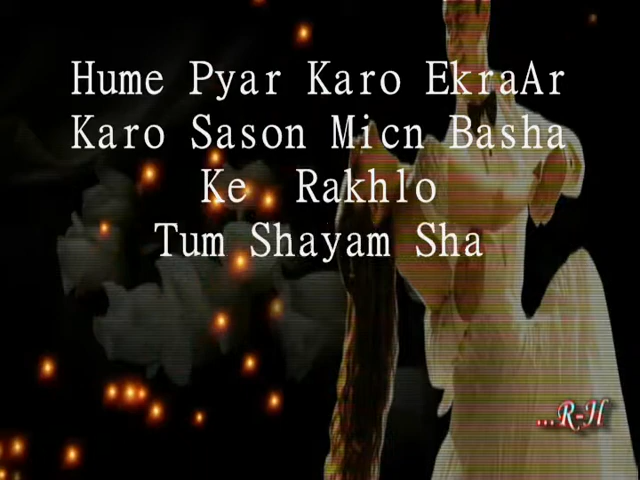 Hume Pyar Karo EkraAr
Karo Sason Micn Basha
Ke Rakhlo
Tum Shayam Sha
...R-H